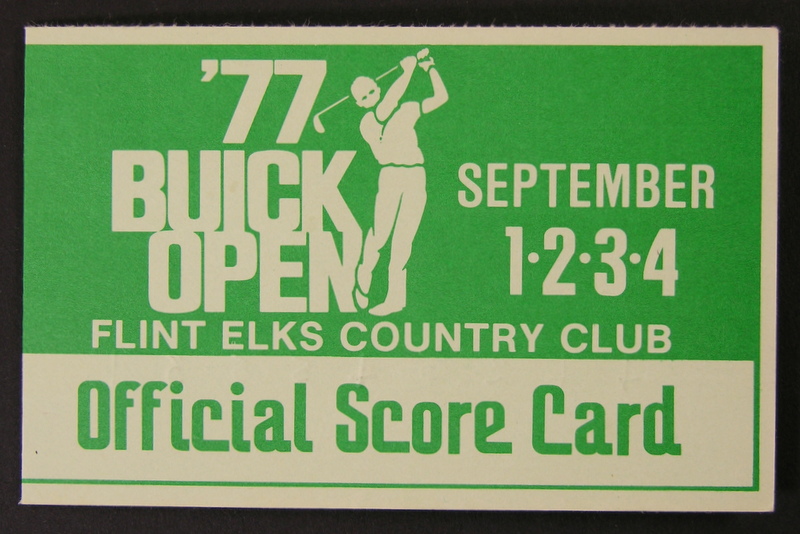 '77
BUICK
OPEN
SEPTEMBER
1•2•3•4
FLINT ELKS COUNTRY CLUB
Official Score Card